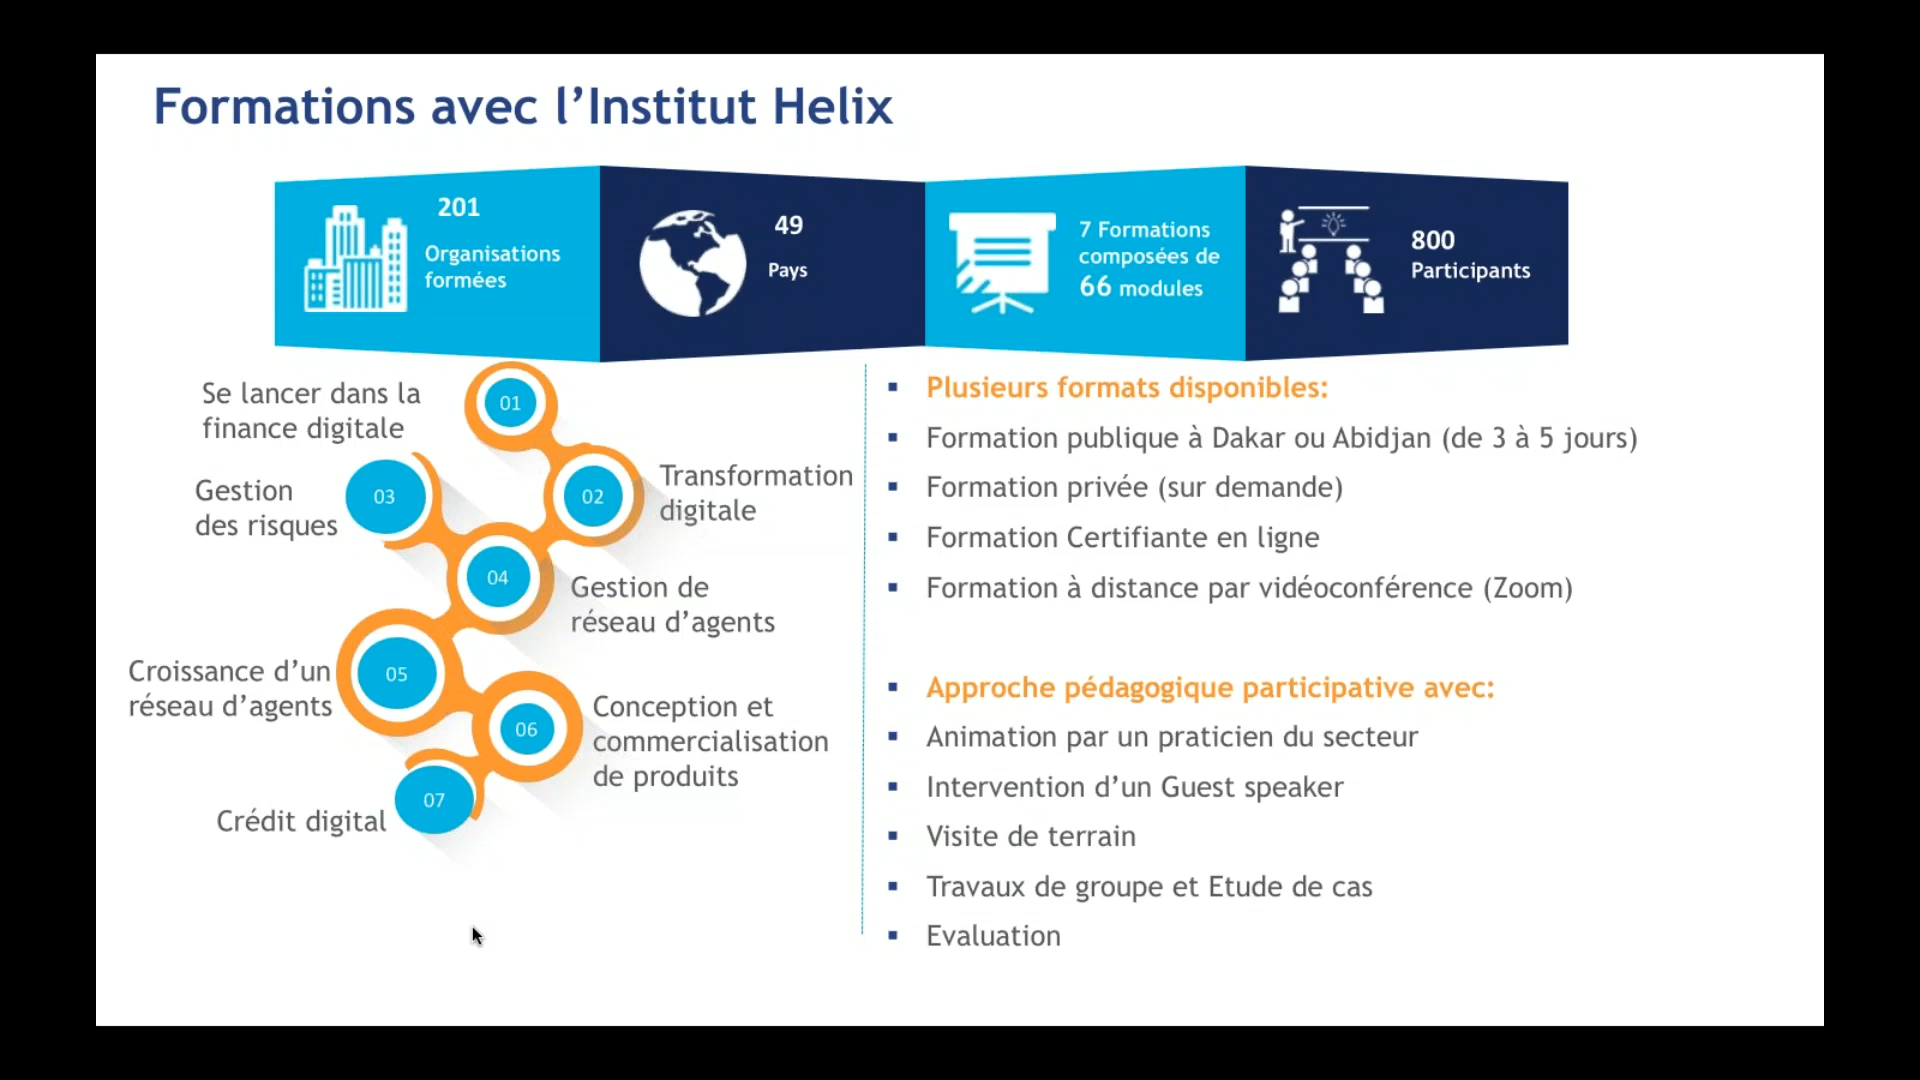 Formations avec l’Institut Helix
201
Organisations
formées
49
Pays
7 Formations
composées de
66 modules
800
Participants
Se lancer dans la
finance digitale
01
Transformation
digitale
02
Gestion
des risques
03
Gestion de
réseau d’agents
04
Croissance d’un
réseau d’agents
05
Conception et
commercialisation
de produits
06
Crédit digital
07
▪ Plusieurs formats disponibles:
▪ Formation publique à Dakar ou Abidjan (de 3 à 5 jours)
▪ Formation privée (sur demande)
▪ Formation Certifiante en ligne
▪ Formation à distance par vidéoconférence (Zoom)
▪ Approche pédagogique participative avec:
▪ Animation par un praticien du secteur
▪ Intervention d’un Guest speaker
▪ Visite de terrain
▪ Travaux de groupe et Etude de cas
▪ Evaluation